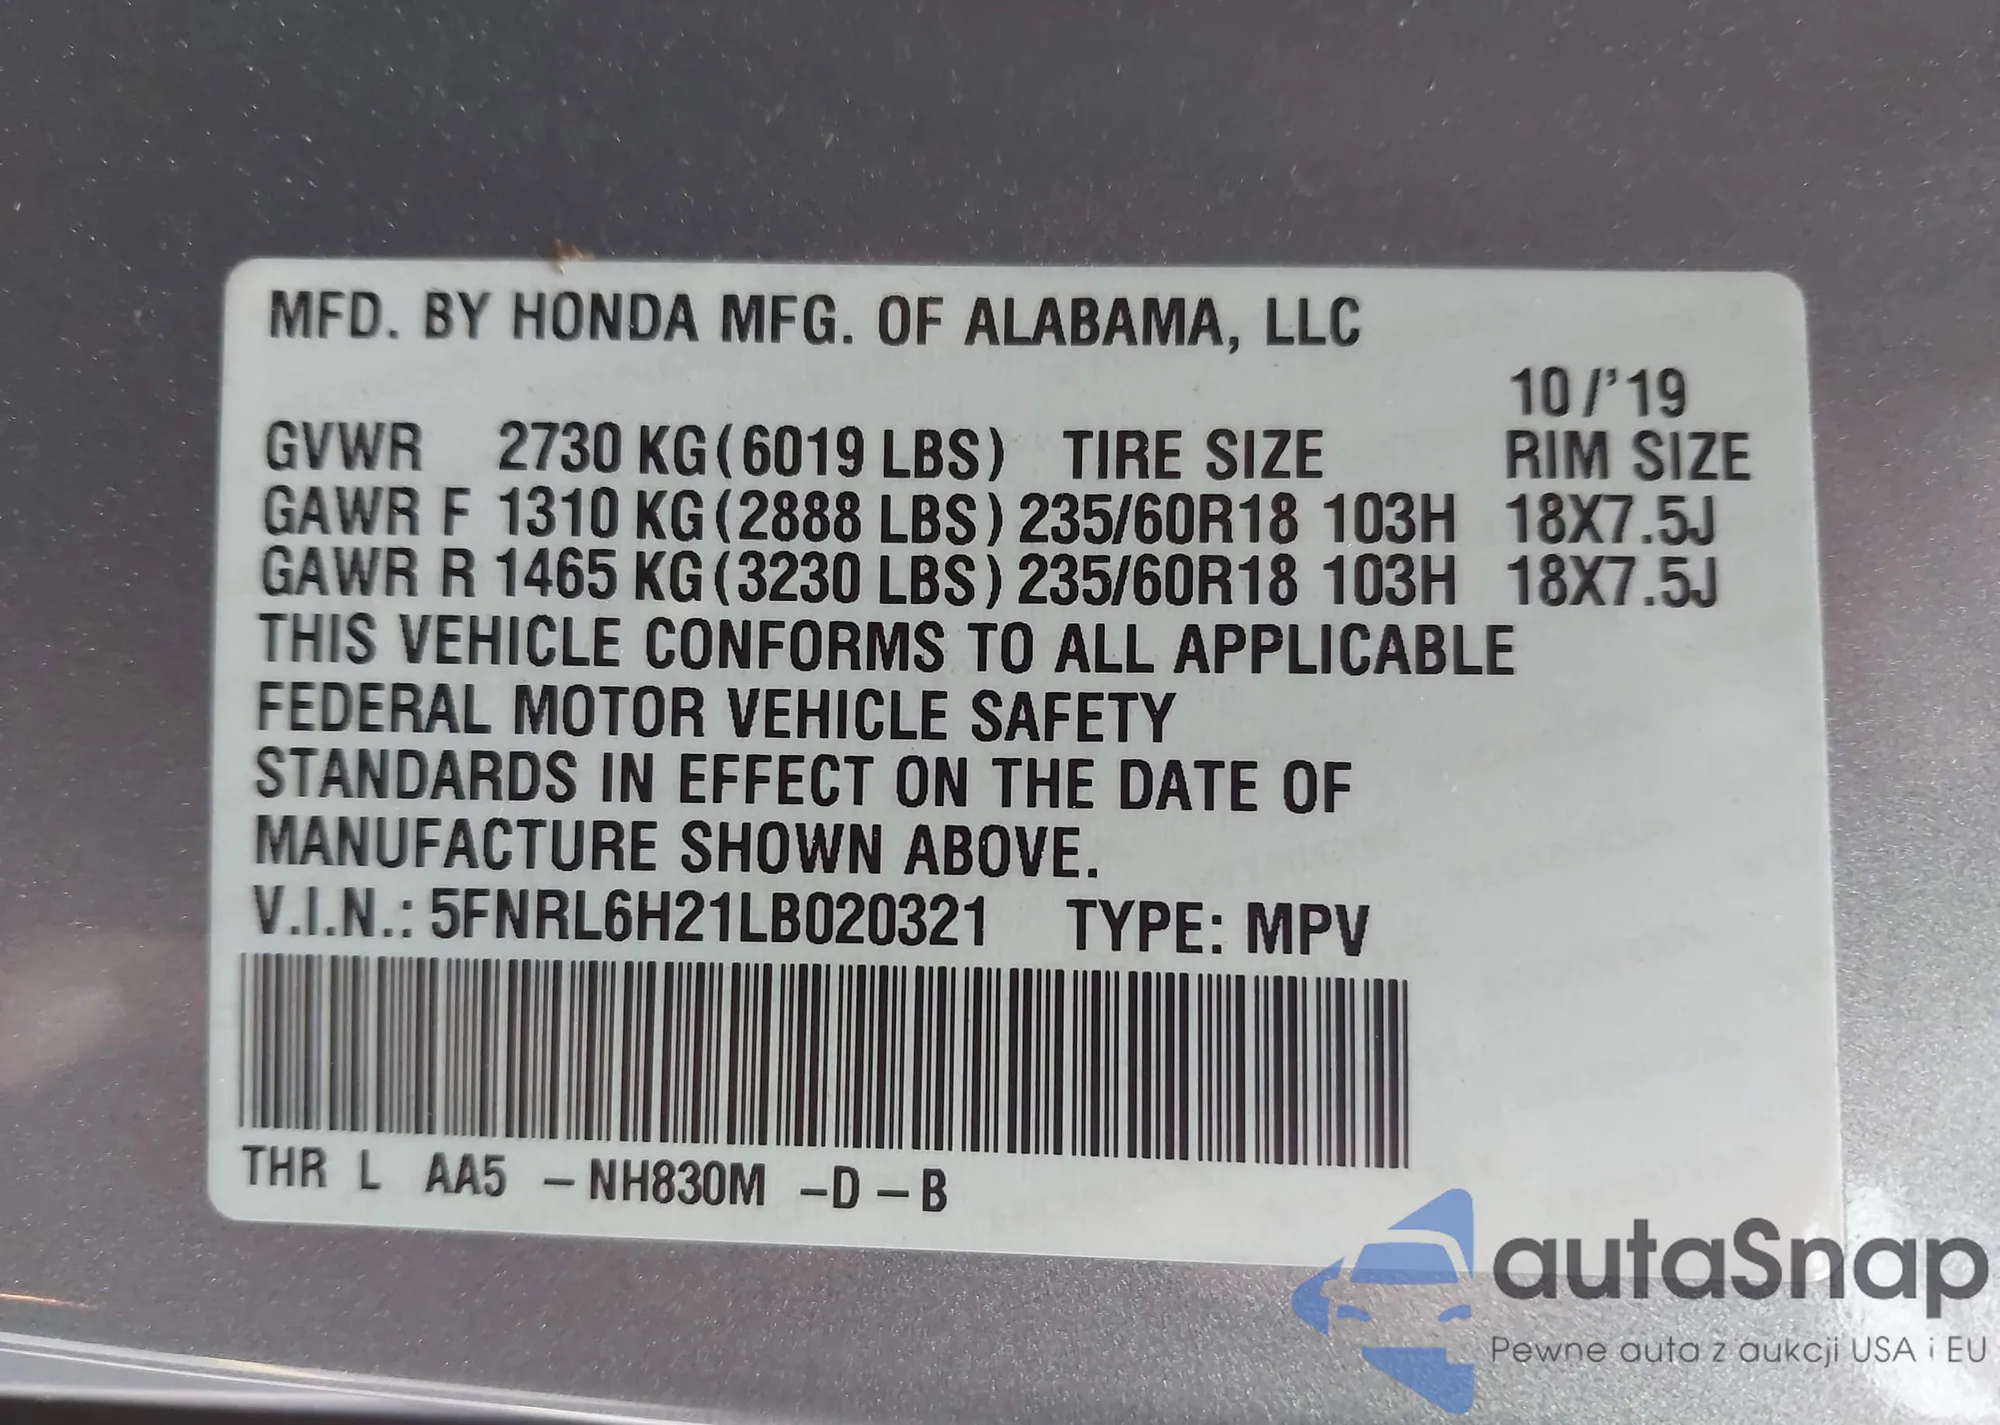 MFD. BY HONDA MFG. OF ALABAMA, LLC
10/'19
GVWR 2730 KG (6019 LBS) TIRE SIZE RIM SIZE
GAWR F 1310 KG (2888 LBS) 235/60R18 103H 18X7.5J
GAWR R 1465 KG (3230 LBS) 235/60R18 103H 18X7.5J
THIS VEHICLE CONFORMS TO ALL APPLICABLE
FEDERAL MOTOR VEHICLE SAFETY
STANDARDS IN EFFECT ON THE DATE OF
MANUFACTURE SHOWN ABOVE.
V.I.N.: 5FNRL6H21LB020321 TYPE: MPV
THR L AA5 -NH830M -D-B
autaSnap
Pewne auta z aukcji USA i EU